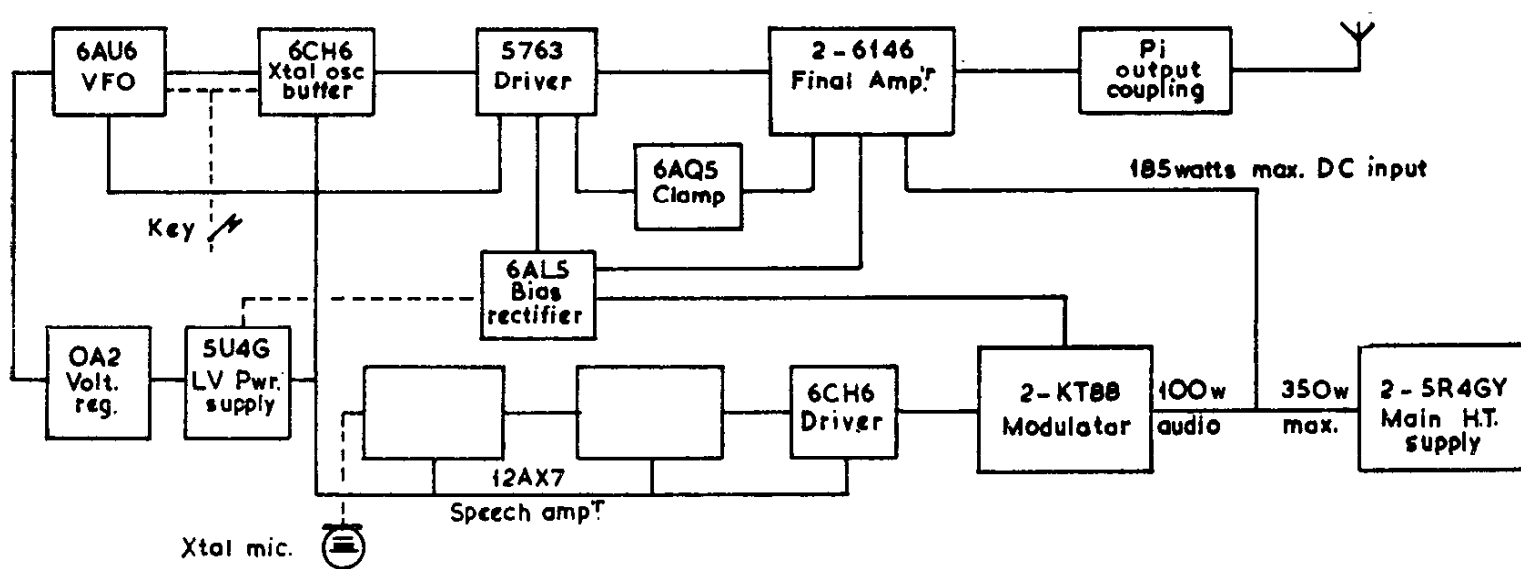 6AU6
VFO
6CH6
Xtal osc
buffer
5763
Driver
2-6146
Final Amp'r.
Pi
output
coupling
6AQ5
Clamp
185watts max. DC input
Key
6AL5
Bias
rectifier
OA2
Volt.
reg.
5U4G
LV Pwr.
supply
6CH6
Driver
2-KT88
Modulator
100w
audio
350w
max.
2-5R4GY
Main H.T.
supply
12AX7
Speech ampr.
Xtal mic.